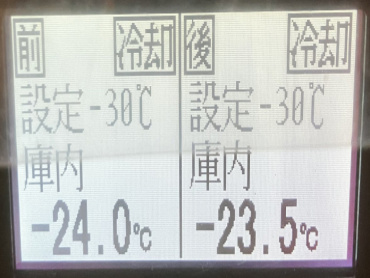 前 冷却 後 冷却
設定-30℃ 設定-30℃
庫内 庫内
-24.0℃ -23.5℃